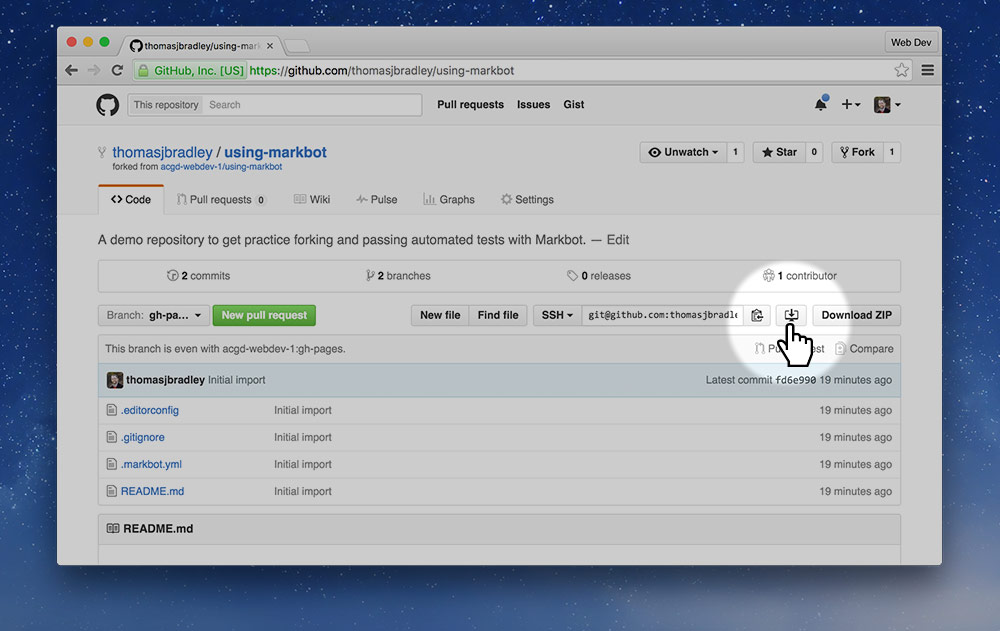 thomasjbradley/using-mark
Web Dev
GitHub, Inc. [US] https://github.com/thomasjbradley/using-markbot
This repository Search Pull requests Issues Gist
thomasjbradley / using-markbot Unwatch 1 Star 0 Fork 1
forked from acgd-webdev-1/using-markbot
Code Pull requests 0 Wiki Pulse Graphs Settings
A demo repository to get practice forking and passing automated tests with Markbot. — Edit
2 commits 2 branches 0 releases 1 contributor
Branch: gh-pa... New pull request New file Find file SSH git@github.com:thomasjbradle Download ZIP
This branch is even with acgd-webdev-1:gh-pages. Compare
thomasjbradley Initial import Latest commit fd6e990 19 minutes ago
.editorconfig Initial import 19 minutes ago
.gitignore Initial import 19 minutes ago
.markbot.yml Initial import 19 minutes ago
README.md Initial import 19 minutes ago
README.md